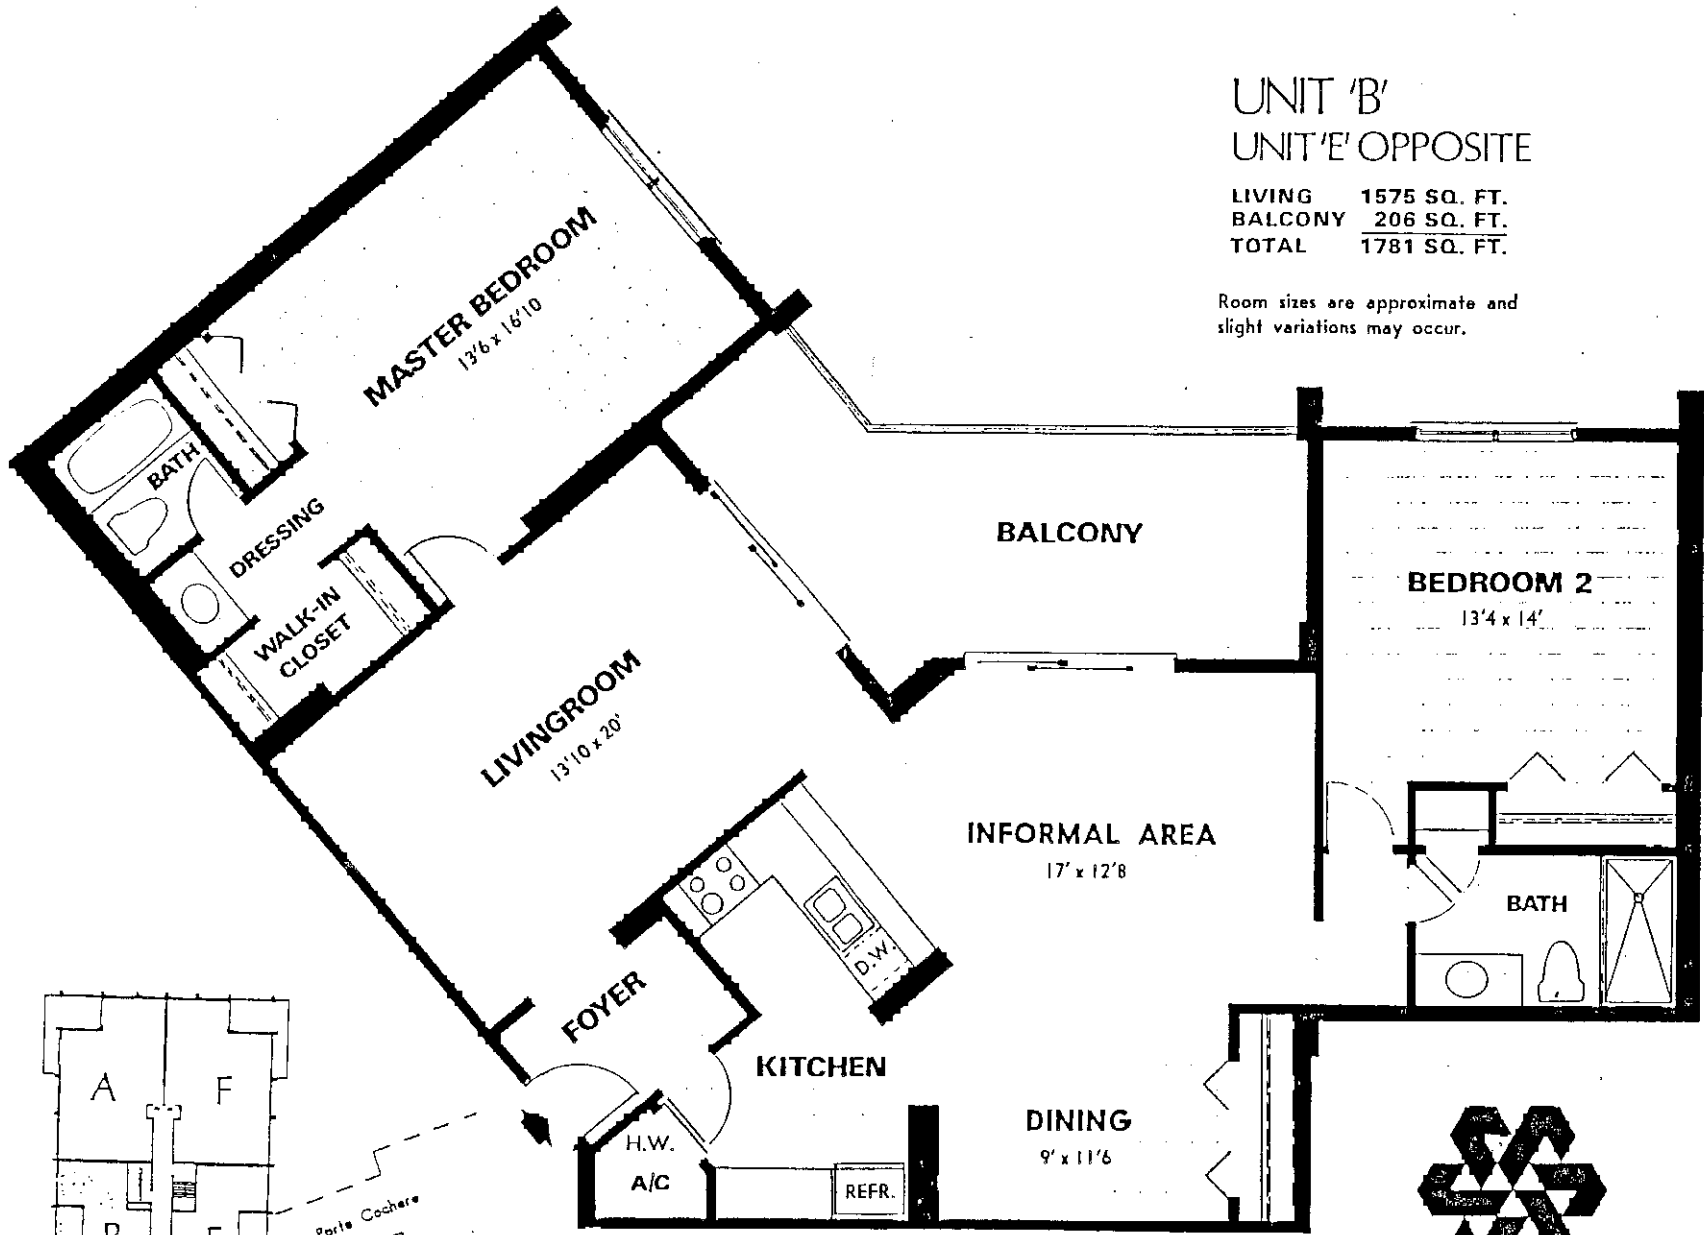 UNIT 'B'
UNIT 'E' OPPOSITE
LIVING 1575 SQ. FT.
BALCONY 206 SQ. FT.
TOTAL 1781 SQ. FT.
Room sizes are approximate and
slight variations may occur.
MASTER BEDROOM
13'6 x 16'10
BATH
DRESSING
WALK-IN
CLOSET
LIVINGROOM
13'10 x 20'
BALCONY
BEDROOM 2
13'4 x 14'
INFORMAL AREA
17' x 12'8
BATH
D.W.
FOYER
KITCHEN
DINING
9' x 11'6
H.W.
A/C
REFR.
A F
Porte Cochere